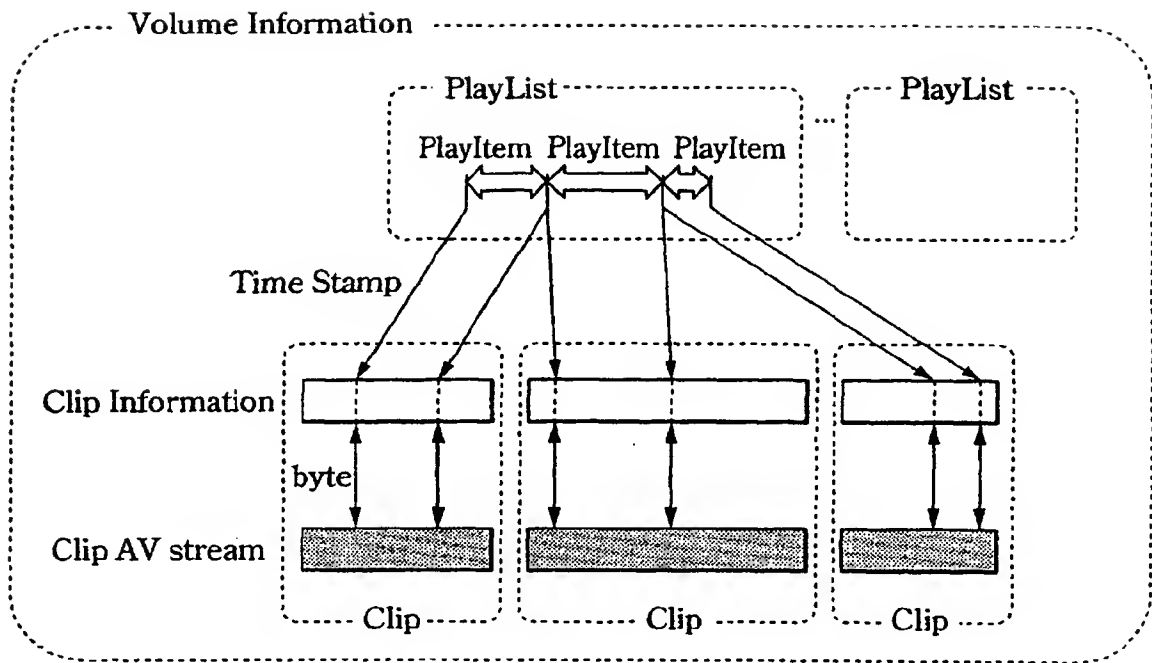 Volume Information
PlayList
...
PlayList
PlayItem PlayItem PlayItem
Time Stamp
Clip Information
byte
Clip AV stream
Clip
Clip
Clip